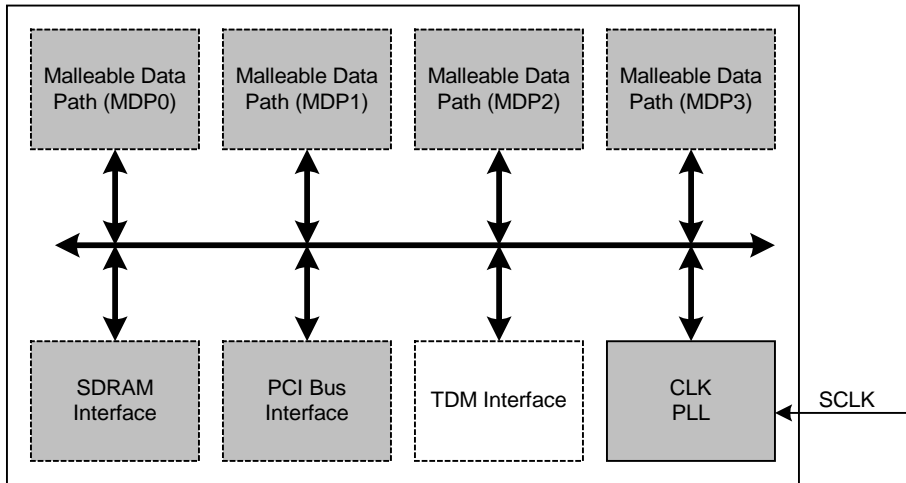 Malleable Data
Path (MDP0)
Malleable Data
Path (MDP1)
Malleable Data
Path (MDP2)
Malleable Data
Path (MDP3)
SDRAM
Interface
PCI Bus
Interface
TDM Interface
CLK
PLL
SCLK